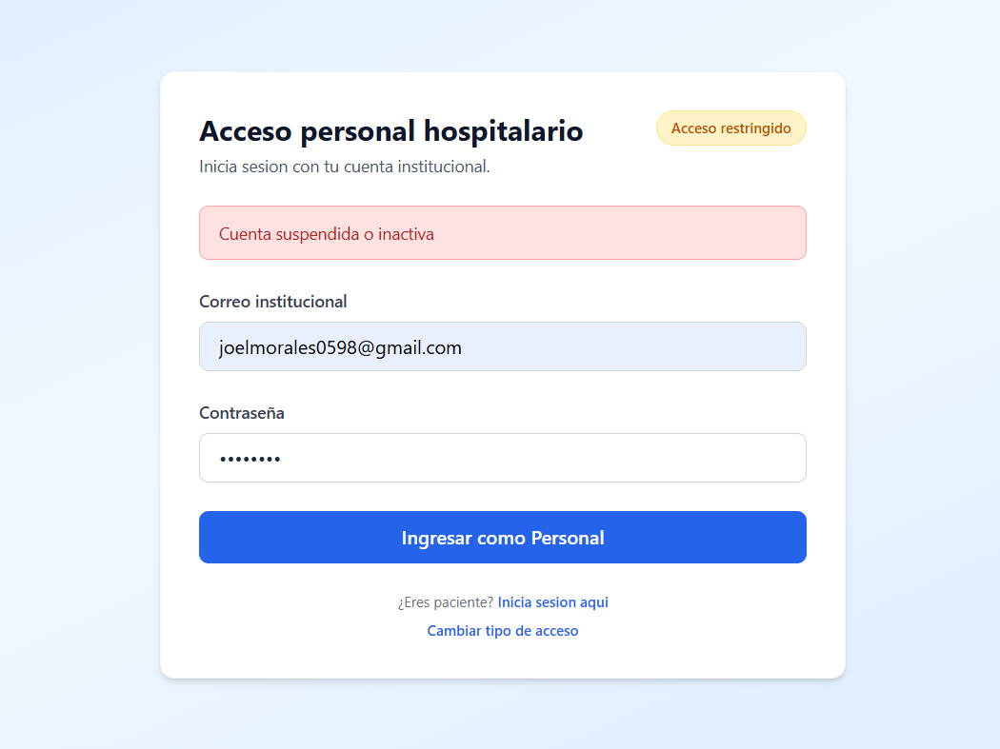 Acceso personal hospitalario
Acceso restringido
Inicia sesion con tu cuenta institucional.
Cuenta suspendida o inactiva
Correo institucional
joelmorales0598@gmail.com
Contraseña
••••••••
Ingresar como Personal
¿Eres paciente? Inicia sesion aqui
Cambiar tipo de acceso